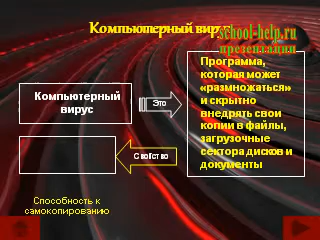 Компьютерный вирус
school-help.ru
презентации
Программа,
которая может
«размножаться»
и скрытно
внедрять свои
копии в файлы,
загрузочные
сектора дисков и
документы
Компьютерный
вирус
Это
Свойство
Способность к
самокопированию